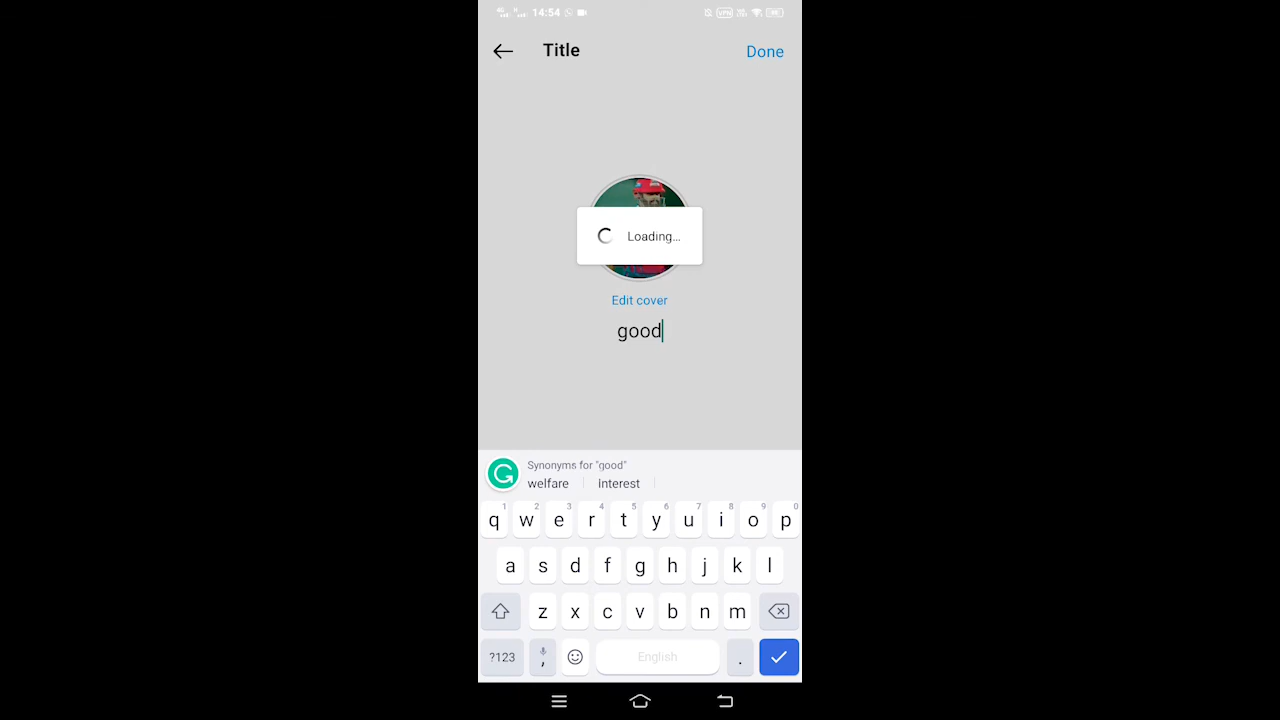 14:54 VPN
Title
Done
Loading...
Edit cover
good
Synonyms for "good"
welfare interest
1 2 3 4 5 6 7 8 9 0
q w e r t y u i o p
a s d f g h j k l
z x c v b n m
?123 , English .